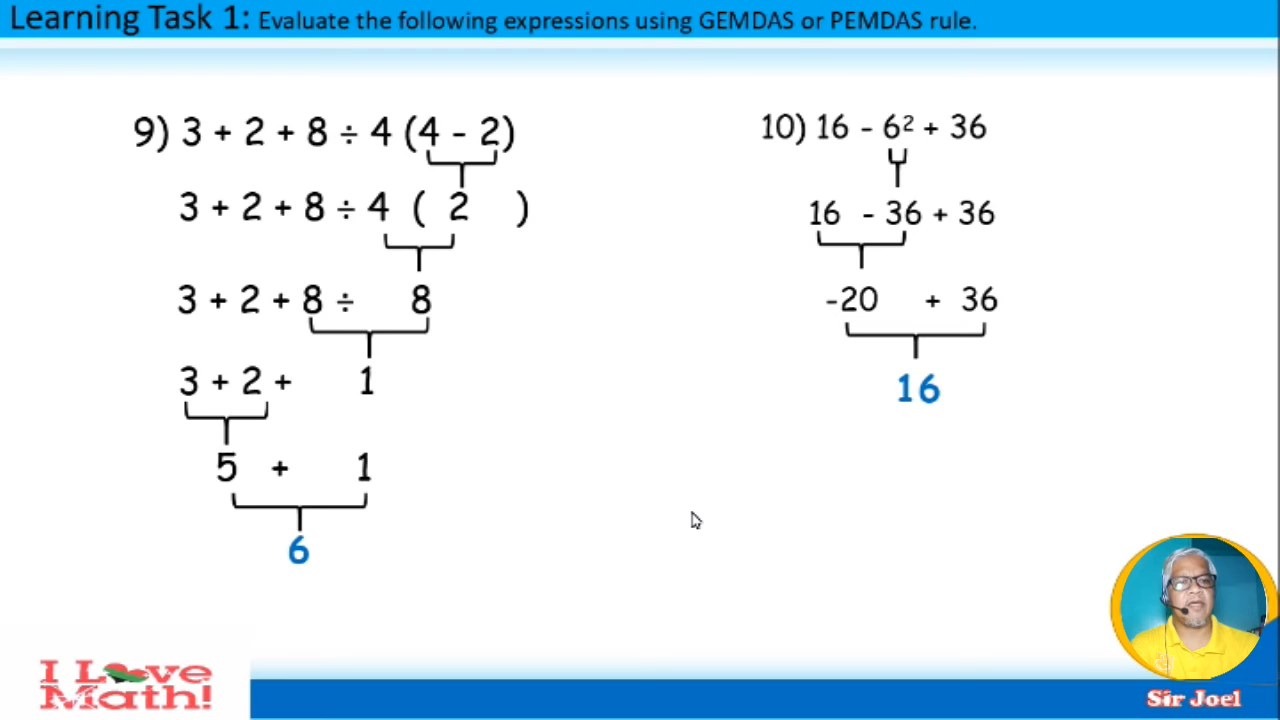 Learning Task 1: Evaluate the following expressions using GEMDAS or PEMDAS rule.
9) 3 + 2 + 8 ÷ 4 (4 - 2)
3 + 2 + 8 ÷ 4 ( 2 )
3 + 2 + 8 ÷ 8
3 + 2 + 1
5 + 1
6
10) 16 - 6² + 36
16 - 36 + 36
-20 + 36
16
I Love
Math!
Sir Joel